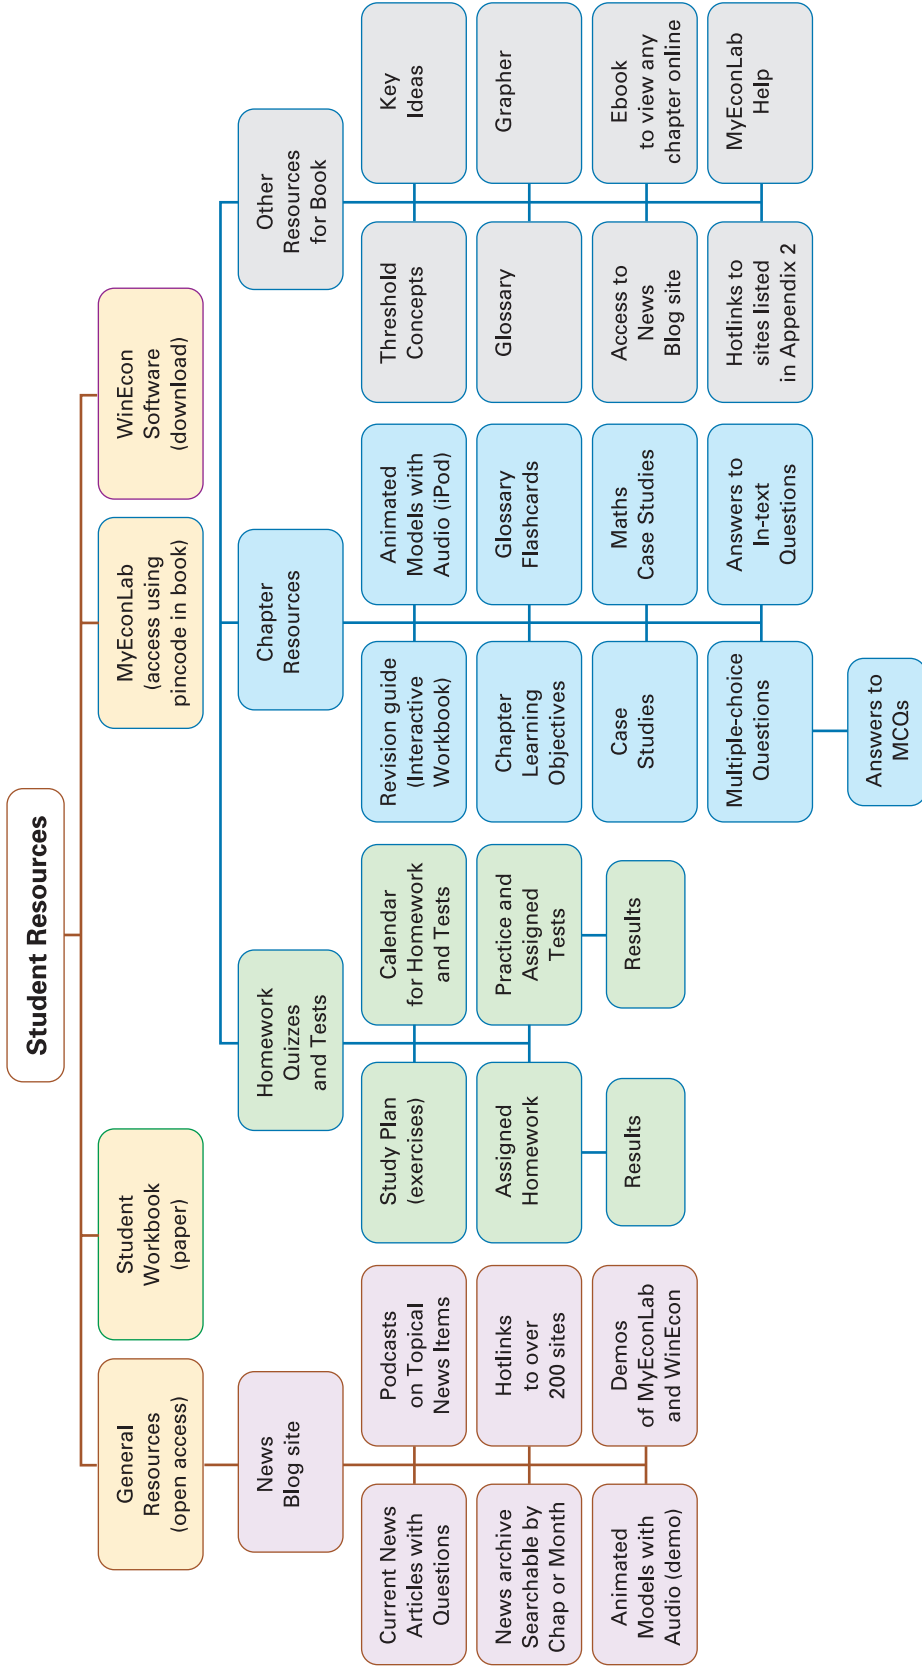 Student Resources
General
Resources
(open access)
Student
Workbook
(paper)
MyEconLab
(access using
pincode in book)
WinEcon
Software
(download)
News
Blog site
Homework
Quizzes
and Tests
Chapter
Resources
Other
Resources
for Book
Current News
Articles with
Questions
Podcasts
on Topical
News Items
News archive
Searchable by
Chap or Month
Hotlinks
to over
200 sites
Animated
Models with
Audio (demo)
Demos
of MyEconLab
and WinEcon
Study Plan
(exercises)
Calendar
for Homework
and Tests
Assigned
Homework
Practice and
Assigned
Tests
Results
Results
Revision guide
(Interactive
Workbook)
Animated
Models with
Audio (iPod)
Chapter
Learning
Objectives
Glossary
Flashcards
Case
Studies
Maths
Case Studies
Multiple-choice
Questions
Answers to
In-text
Questions
Answers to
MCQs
Threshold
Concepts
Key
Ideas
Glossary
Grapher
Access to
News
Blog site
Ebook
to view any
chapter online
Hotlinks to
sites listed
in Appendix 2
MyEconLab
Help